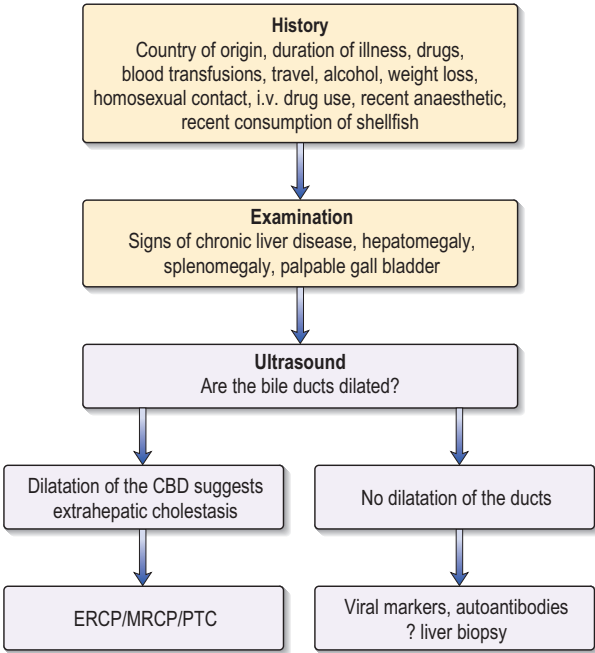 History
Country of origin, duration of illness, drugs,
blood transfusions, travel, alcohol, weight loss,
homosexual contact, i.v. drug use, recent anaesthetic,
recent consumption of shellfish
Examination
Signs of chronic liver disease, hepatomegaly,
splenomegaly, palpable gall bladder
Ultrasound
Are the bile ducts dilated?
Dilatation of the CBD suggests
extrahepatic cholestasis
No dilatation of the ducts
ERCP/MRCP/PTC
Viral markers, autoantibodies
? liver biopsy